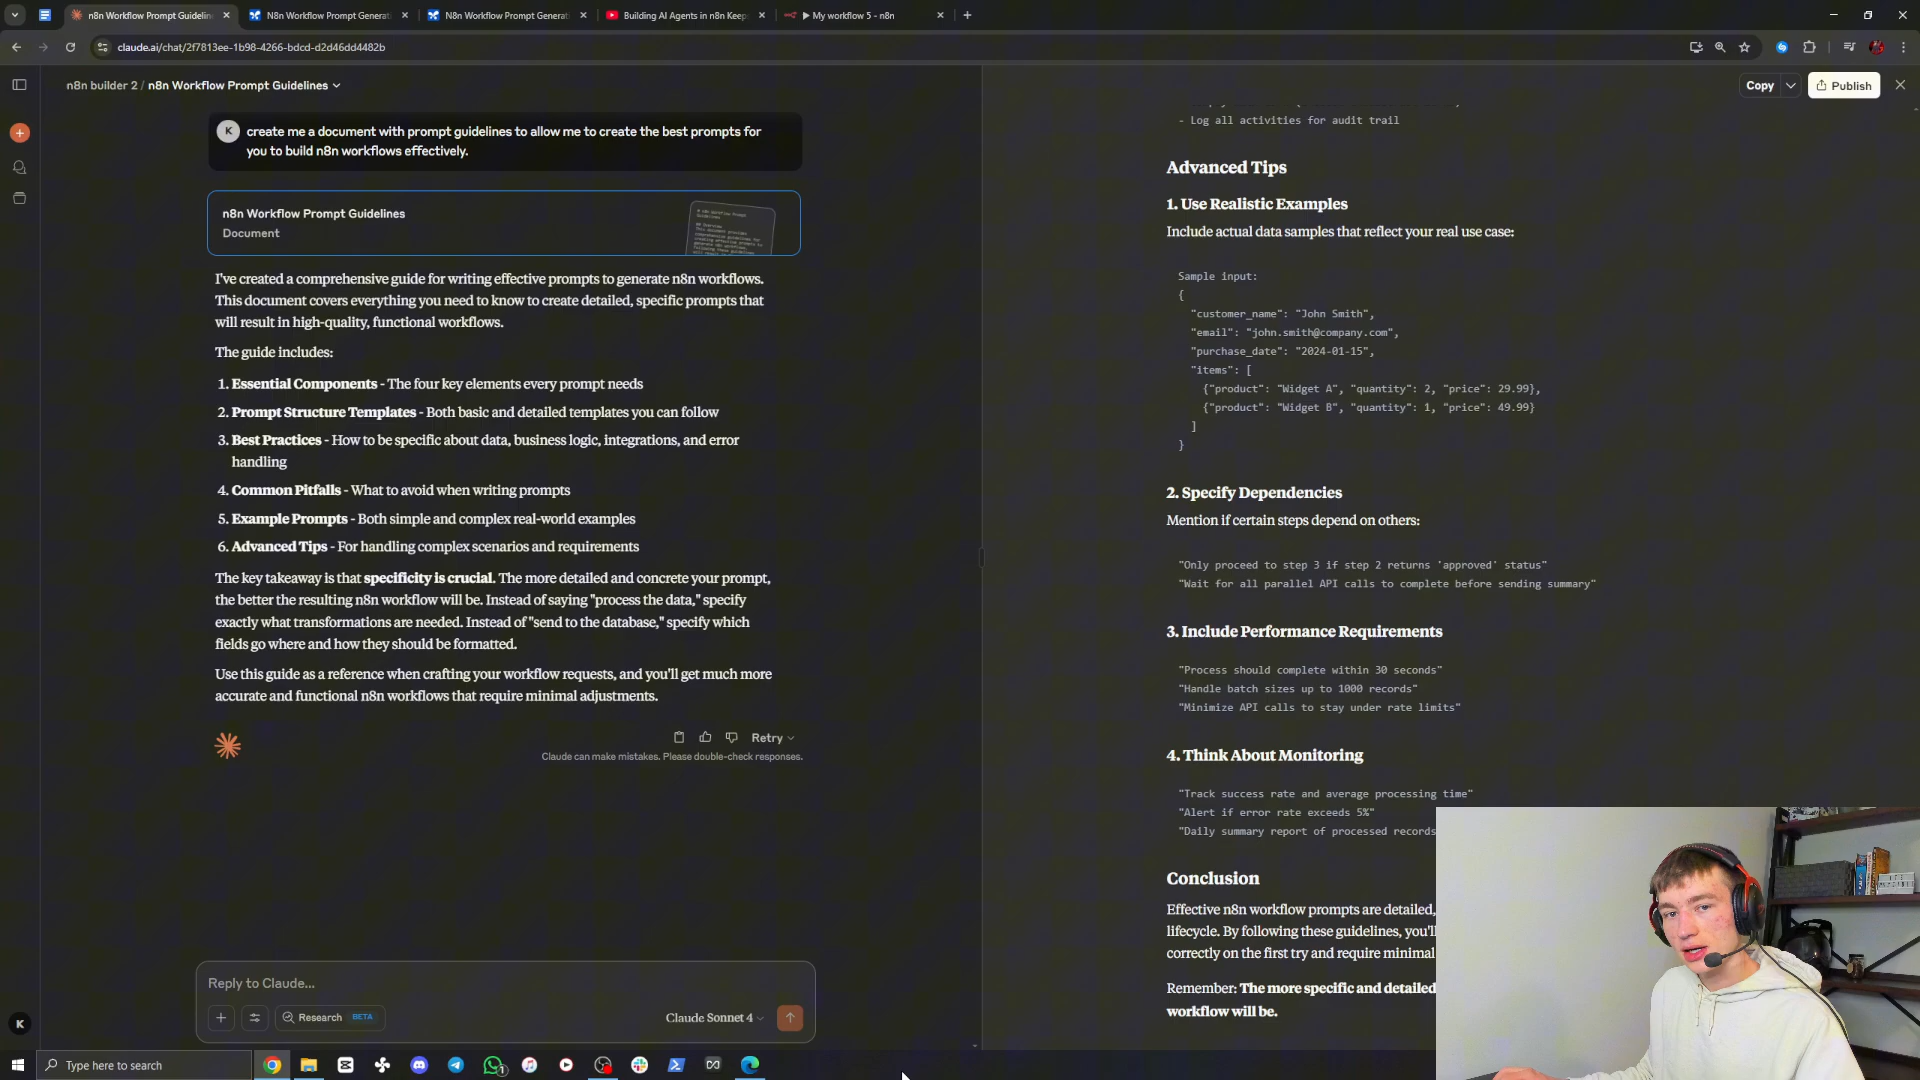 n8n Workflow Prompt Guidelin
N8n Workflow Prompt Generat
N8n Workflow Prompt Generat
Building AI Agents in n8n Keep
My workflow 5 - n8n
claude.ai/chat/2f7813ee-1b98-4266-bdcd-d2d46dd4482b
n8n builder 2 / n8n Workflow Prompt Guidelines
Copy
Publish
K
create me a document with prompt guidelines to allow me to create the best prompts for
you to build n8n workflows effectively.
n8n Workflow Prompt Guidelines
Document
I've created a comprehensive guide for writing effective prompts to generate n8n workflows.
This document covers everything you need to know to create detailed, specific prompts that
will result in high-quality, functional workflows.
The guide includes:
1. Essential Components - The four key elements every prompt needs
2. Prompt Structure Templates - Both basic and detailed templates you can follow
3. Best Practices - How to be specific about data, business logic, integrations, and error
handling
4. Common Pitfalls - What to avoid when writing prompts
5. Example Prompts - Both simple and complex real-world examples
6. Advanced Tips - For handling complex scenarios and requirements
The key takeaway is that specificity is crucial. The more detailed and concrete your prompt,
the better the resulting n8n workflow will be. Instead of saying "process the data," specify
exactly what transformations are needed. Instead of "send to the database," specify which
fields go where and how they should be formatted.
Use this guide as a reference when crafting your workflow requests, and you'll get much more
accurate and functional n8n workflows that require minimal adjustments.
Retry
Claude can make mistakes. Please double-check responses.
Reply to Claude...
Research BETA
Claude Sonnet 4
K
- Log all activities for audit trail
Advanced Tips
1. Use Realistic Examples
Include actual data samples that reflect your real use case:
Sample input:
{
"customer_name": "John Smith",
"email": "john.smith@company.com",
"purchase_date": "2024-01-15",
"items": [
{"product": "Widget A", "quantity": 2, "price": 29.99},
{"product": "Widget B", "quantity": 1, "price": 49.99}
]
}
2. Specify Dependencies
Mention if certain steps depend on others:
"Only proceed to step 3 if step 2 returns 'approved' status"
"Wait for all parallel API calls to complete before sending summary"
3. Include Performance Requirements
"Process should complete within 30 seconds"
"Handle batch sizes up to 1000 records"
"Minimize API calls to stay under rate limits"
4. Think About Monitoring
"Track success rate and average processing time"
"Alert if error rate exceeds 5%"
"Daily summary report of processed records
Conclusion
Effective n8n workflow prompts are detailed,
lifecycle. By following these guidelines, you'll
correctly on the first try and require minimal
Remember: The more specific and detailed
workflow will be.
Type here to search
1